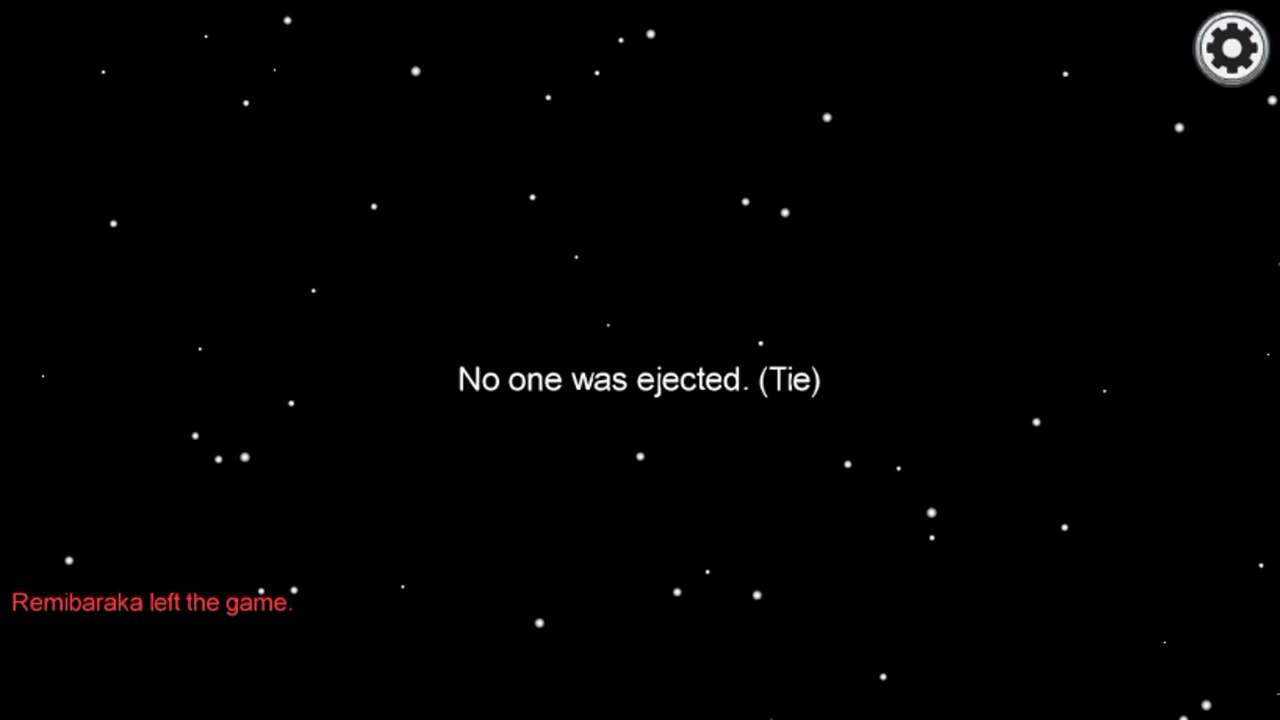 No one was ejected. (Tie)
Remibaraka left the game.